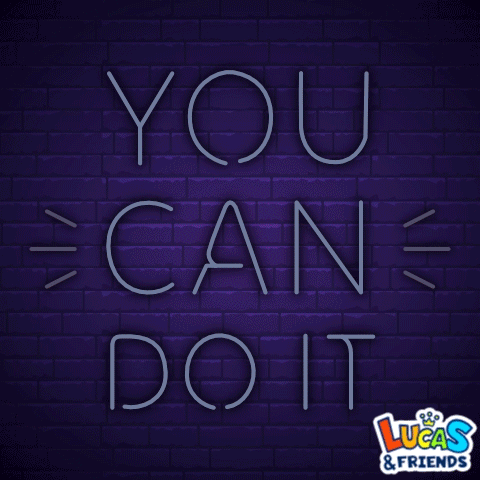 YOU
CAN
DO IT
LUCAS
& FRIENDS